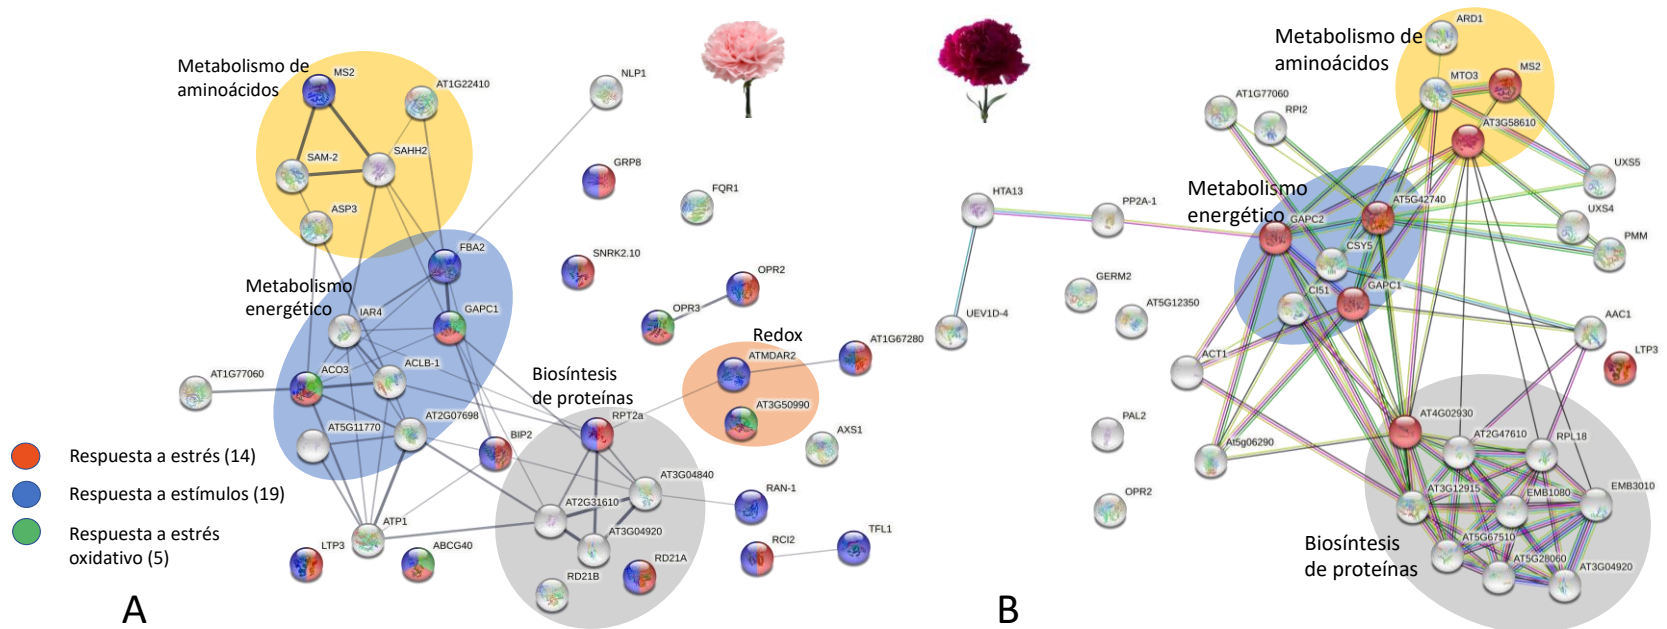 Metabolismo de
aminoácidos
MS2
AT1G22410
NLP1
SAM-2
SAHH2
GRP8
FQR1
ASP3
FBA2
SNRK2.10
OPR2
Metabolismo
energético
IAR4
GAPC1
OPR3
Redox
ATMDAR2
AT1G67280
AT1G77060
ACO3
ACLB-1
Biosíntesis
de proteínas
AT3G50990
AT5G11770
AT2G07698
RPT2a
BIP2
AXS1
Respuesta a estrés (14)
Respuesta a estímulos (19)
Respuesta a estrés
oxidativo (5)
AT3G04840
AT2G31610
RAN-1
ATP1
AT3G04920
TFL1
LTP3
ABCG40
RD21A
RCI2
RD21B
A
Metabolismo de
aminoácidos
ARD1
MTO3
MS2
AT1G77060
RPI2
AT3G58610
UXS5
HTA13
PP2A-1
Metabolismo
energético
GAPC2
AT5G42740
UXS4
PMM
CSY5
GERM2
CI51
GAPC1
AT5G12350
UEV1D-4
AAC1
ACT1
LTP3
PAL2
AT4G02930
At5g06290
AT2G47610
RPL18
OPR2
AT3G12915
EMB1080
EMB3010
Biosíntesis
de proteínas
AT5G67510
AT5G28060
AT3G04920
B